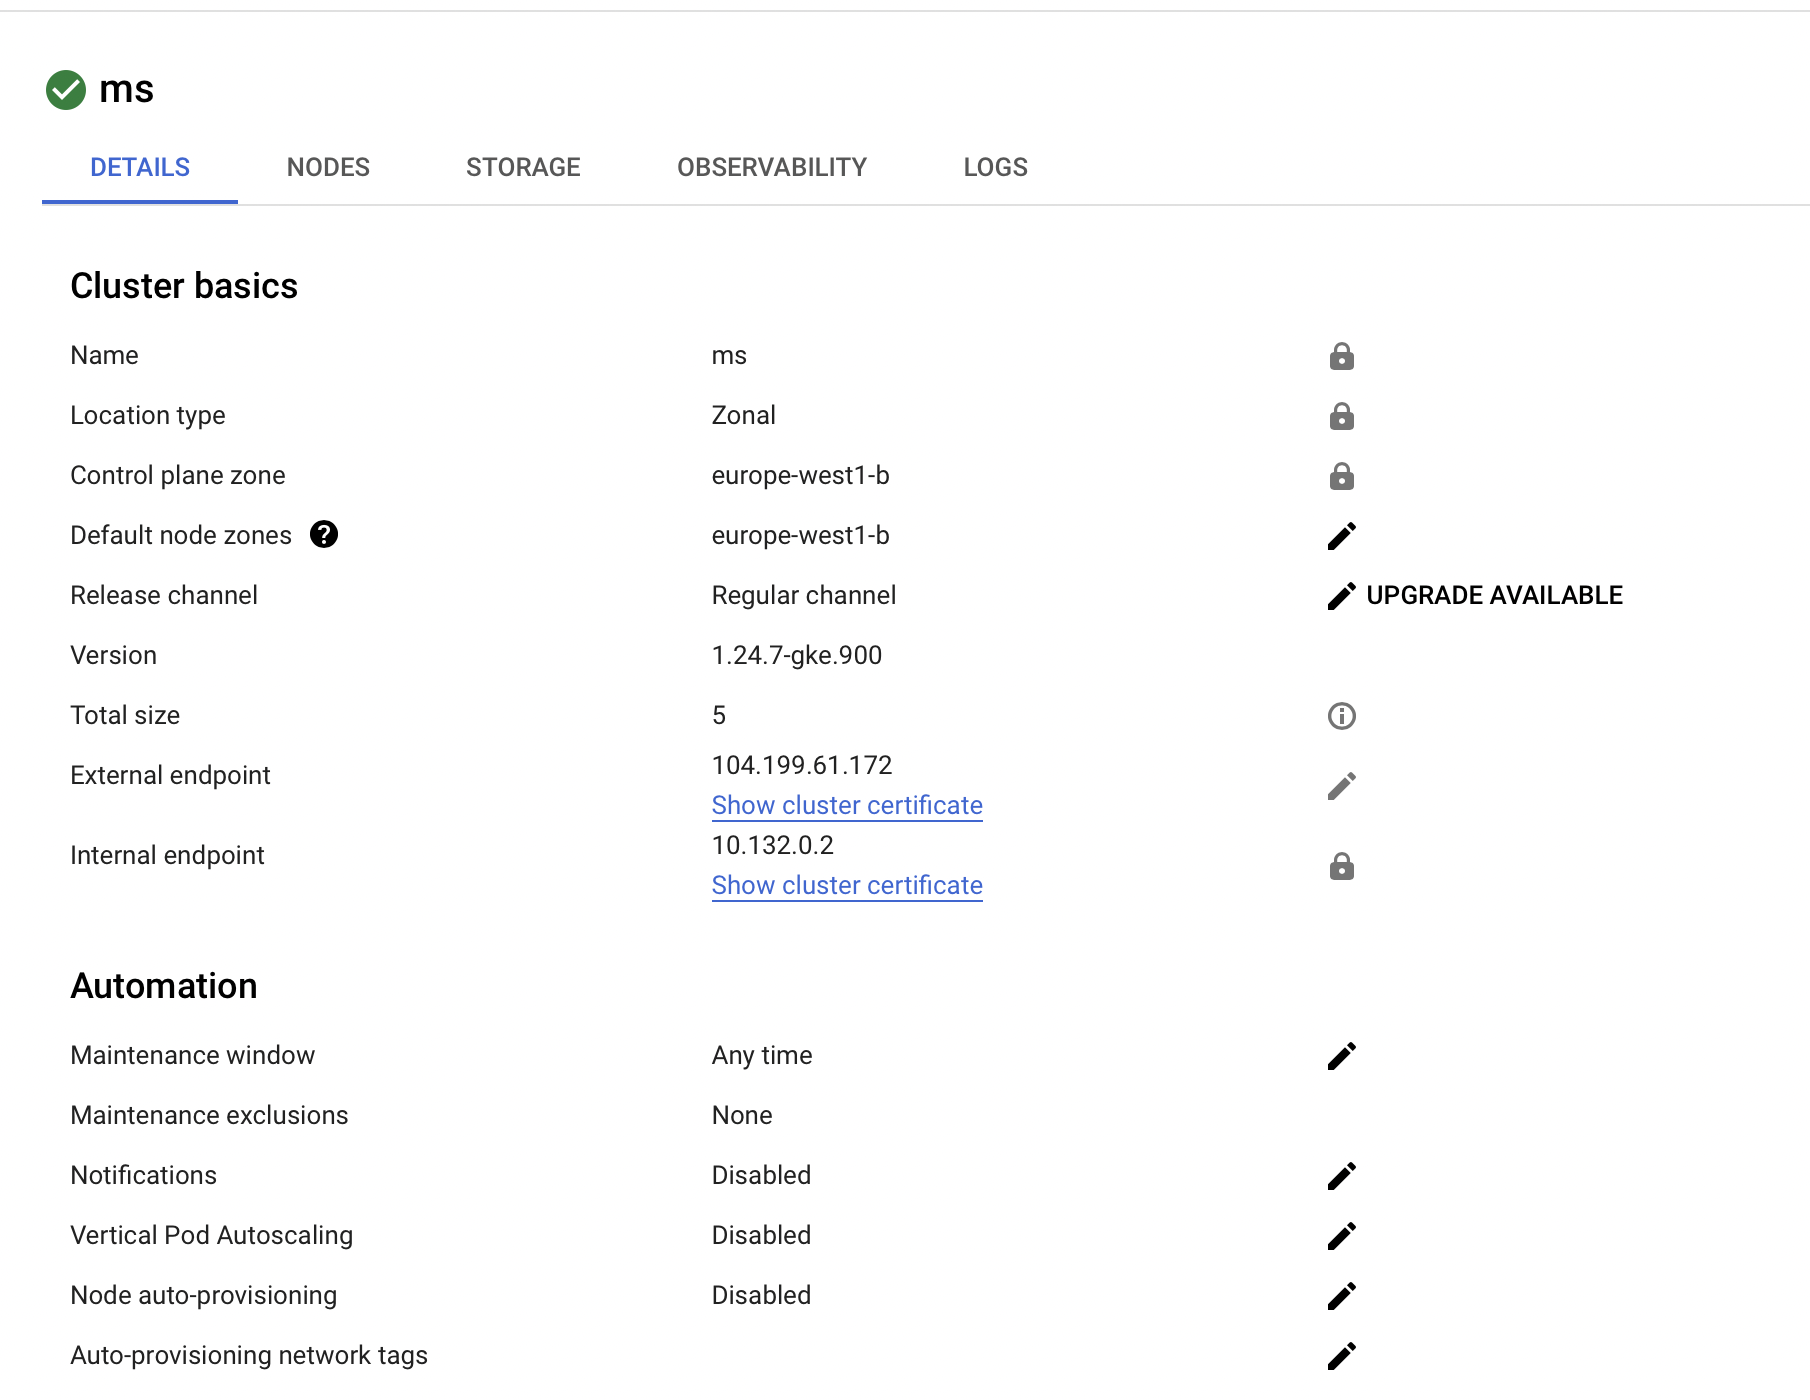 ms
DETAILS NODES STORAGE OBSERVABILITY LOGS
Cluster basics
Name ms
Location type Zonal
Control plane zone europe-west1-b
Default node zones europe-west1-b
Release channel Regular channel UPGRADE AVAILABLE
Version 1.24.7-gke.900
Total size 5
External endpoint 104.199.61.172
Show cluster certificate
Internal endpoint 10.132.0.2
Show cluster certificate
Automation
Maintenance window Any time
Maintenance exclusions None
Notifications Disabled
Vertical Pod Autoscaling Disabled
Node auto-provisioning Disabled
Auto-provisioning network tags